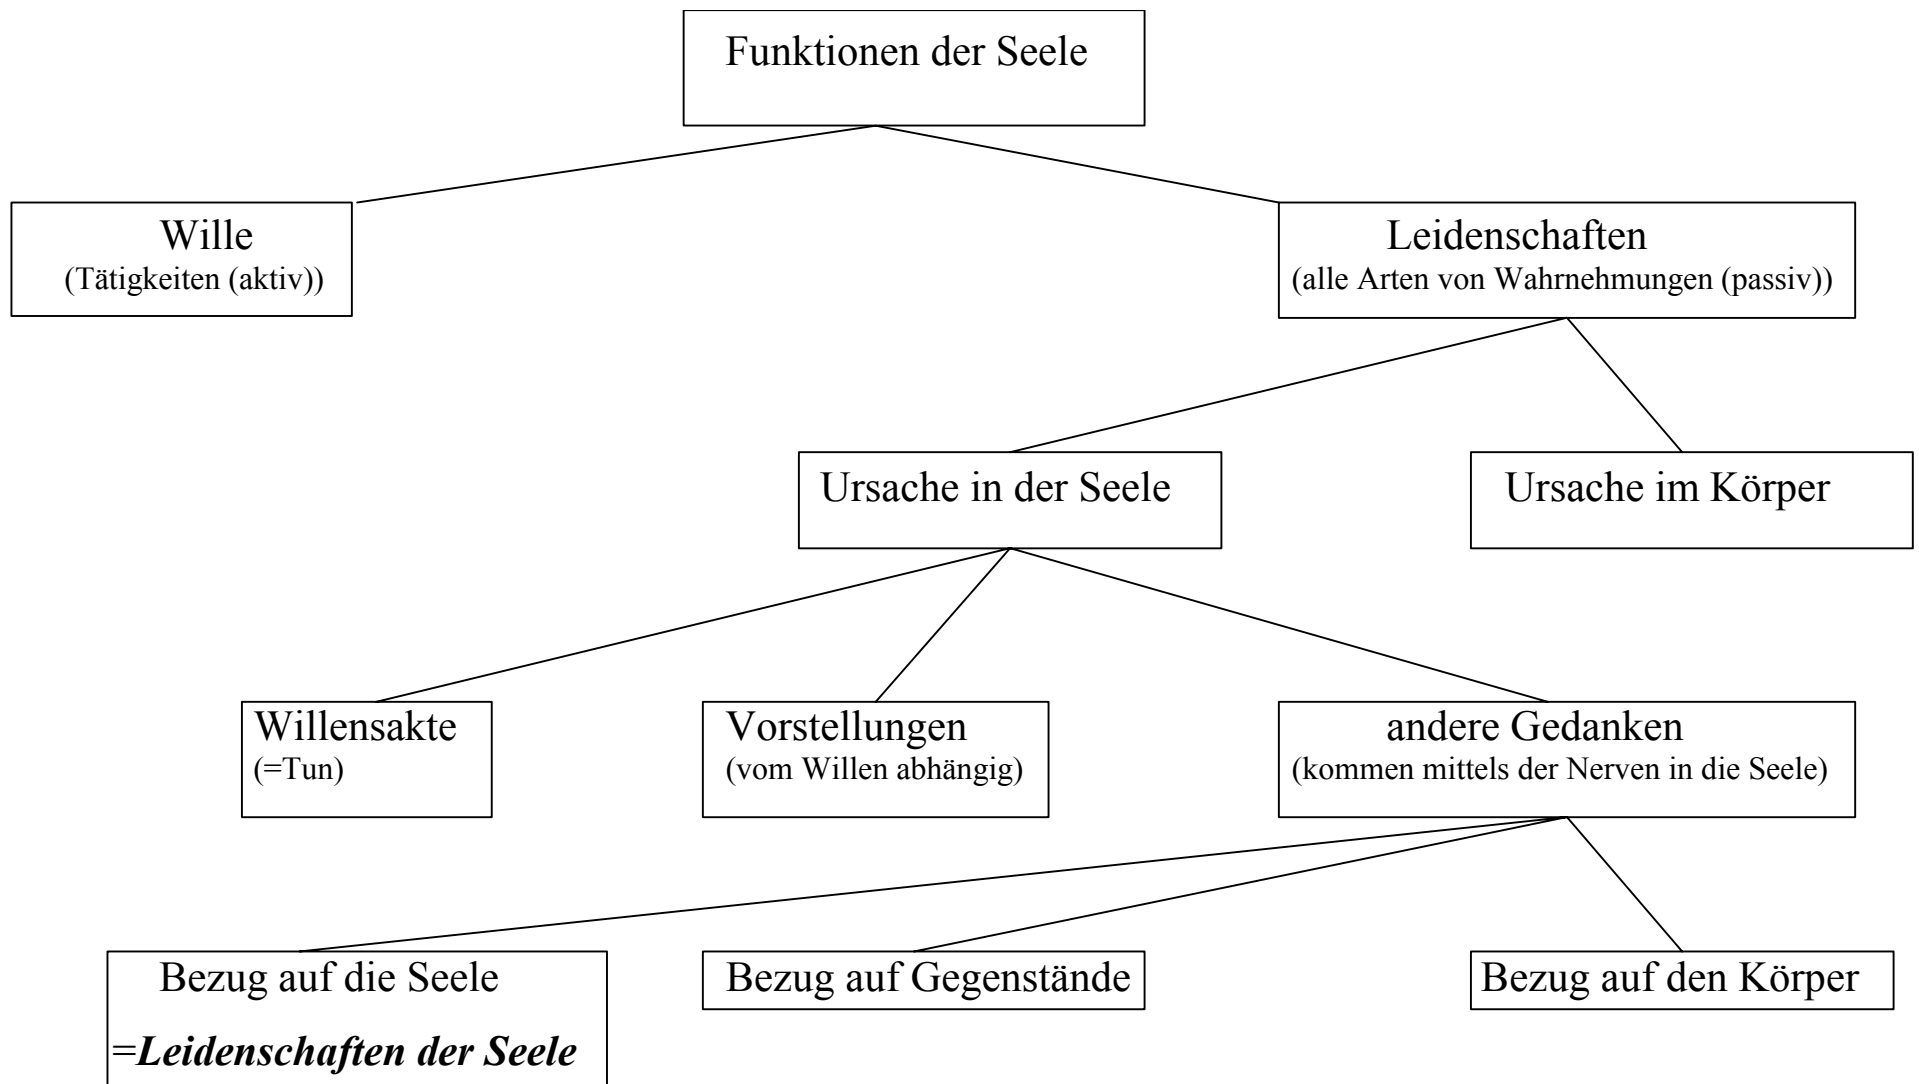 Funktionen der Seele
Wille
(Tätigkeiten (aktiv))
Leidenschaften
(alle Arten von Wahrnehmungen (passiv))
Ursache in der Seele
Ursache im Körper
Willensakte
(=Tun)
Vorstellungen
(vom Willen abhängig)
andere Gedanken
(kommen mittels der Nerven in die Seele)
Bezug auf die Seele
=Leidenschaften der Seele
Bezug auf Gegenstände
Bezug auf den Körper